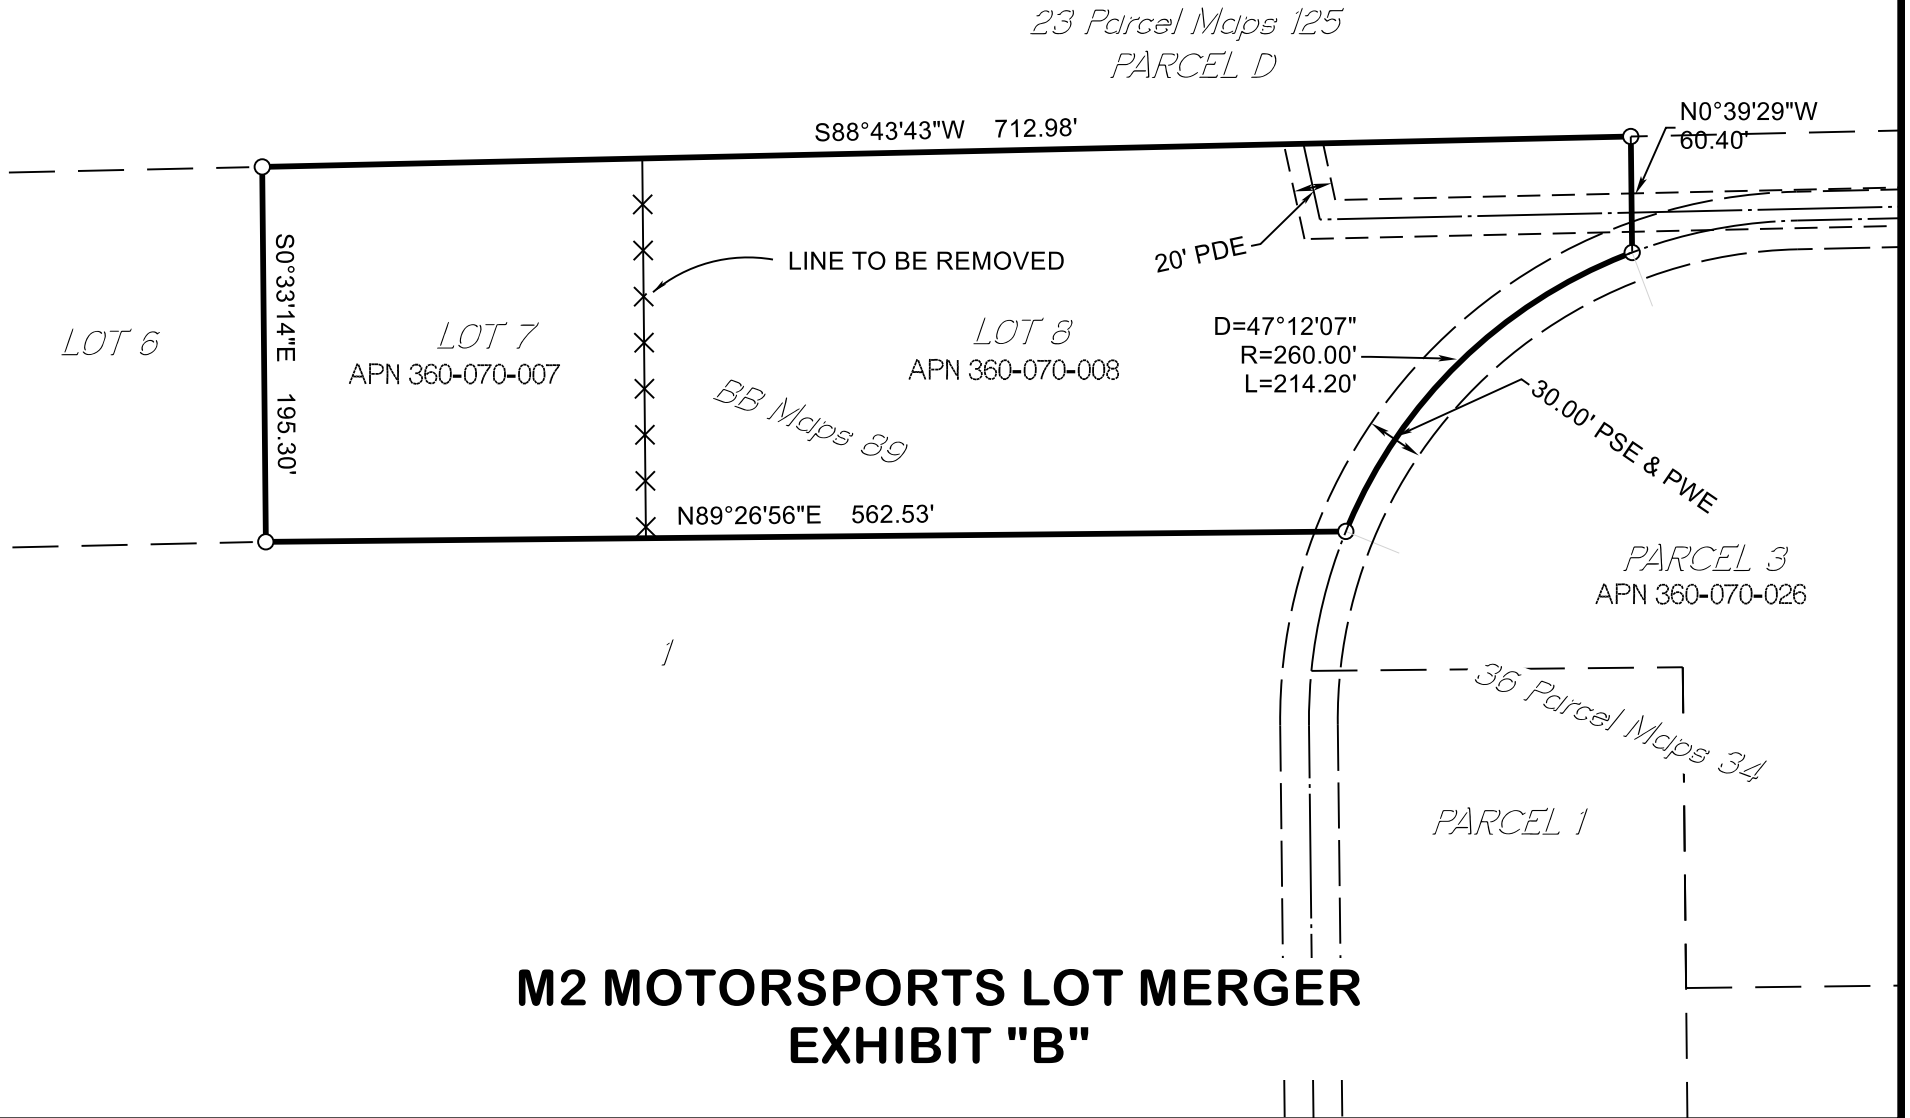 23 Parcel Maps 125
PARCEL D
S88°43'43"W 712.98'
N0°39'29"W
60.40'
S0°33'14"E 195.30'
LINE TO BE REMOVED
20' PDE
LOT 6
LOT 7
APN 360-070-007
LOT 8
APN 360-070-008
BB Maps 89
D=47°12'07"
R=260.00'
L=214.20'
30.00' PSE & PWE
N89°26'56"E 562.53'
PARCEL 3
APN 360-070-026
1
36 Parcel Maps 34
PARCEL 1
M2 MOTORSPORTS LOT MERGER
EXHIBIT "B"